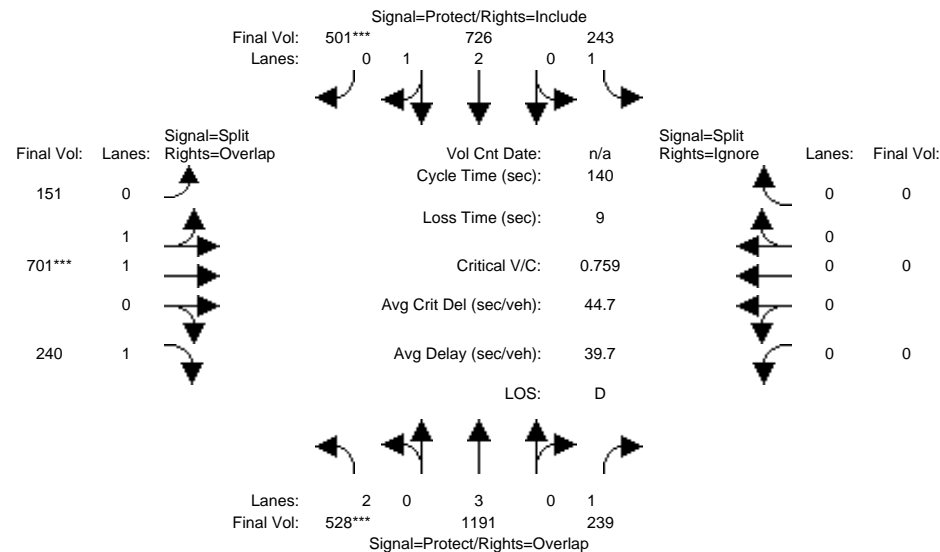 Signal=Protect/Rights=Include
Final Vol: 501*** 726 243
Lanes: 0 1 2 0 1
Signal=Split Signal=Split
Final Vol: Lanes: Rights=Overlap Vol Cnt Date: n/a Rights=Ignore Lanes: Final Vol:
Cycle Time (sec): 140
151 0 0 0
Loss Time (sec): 9
1 0
701*** 1 Critical V/C: 0.759 0 0
0 Avg Crit Del (sec/veh): 44.7 0
240 1 Avg Delay (sec/veh): 39.7 0 0
LOS: D
Lanes: 2 0 3 0 1
Final Vol: 528*** 1191 239
Signal=Protect/Rights=Overlap